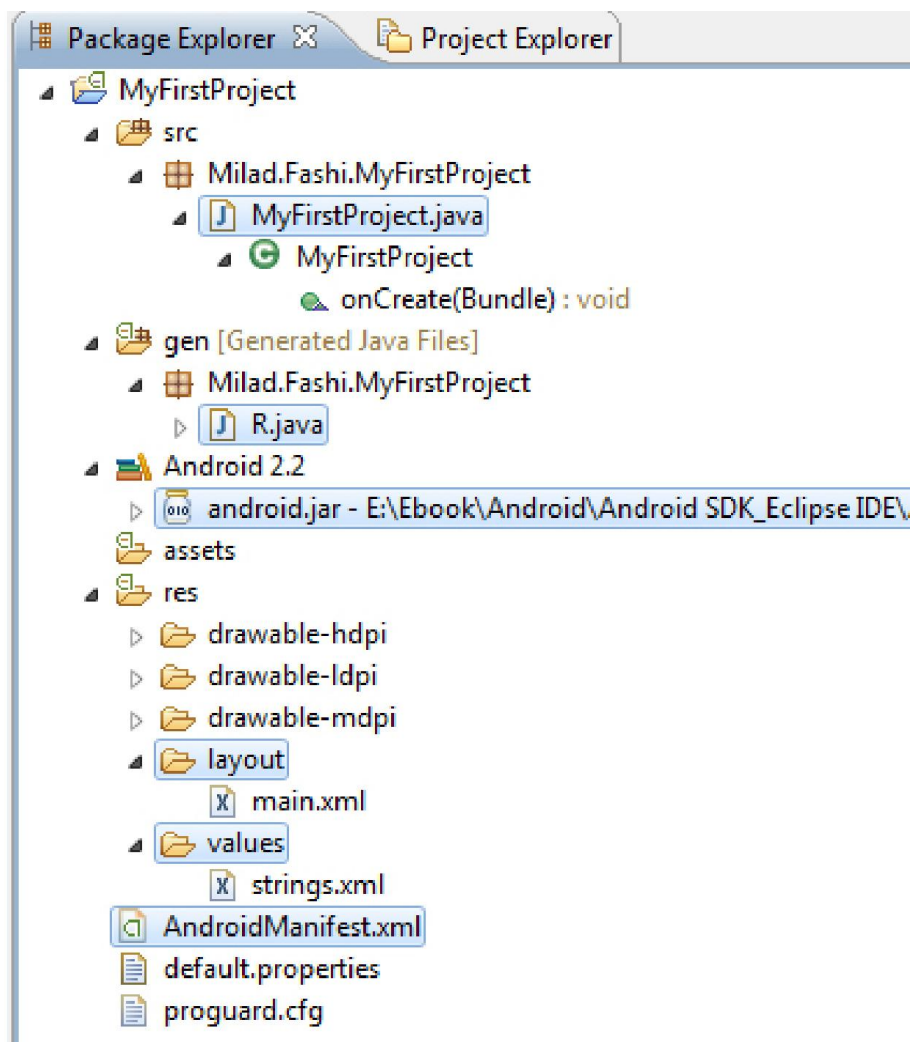 Package Explorer Project Explorer
MyFirstProject
src
Milad.Fashi.MyFirstProject
MyFirstProject.java
MyFirstProject
onCreate(Bundle) : void
gen [Generated Java Files]
Milad.Fashi.MyFirstProject
R.java
Android 2.2
android.jar - E:\Ebook\Android\Android SDK_Eclipse IDE\
assets
res
drawable-hdpi
drawable-ldpi
drawable-mdpi
layout
main.xml
values
strings.xml
AndroidManifest.xml
default.properties
proguard.cfg